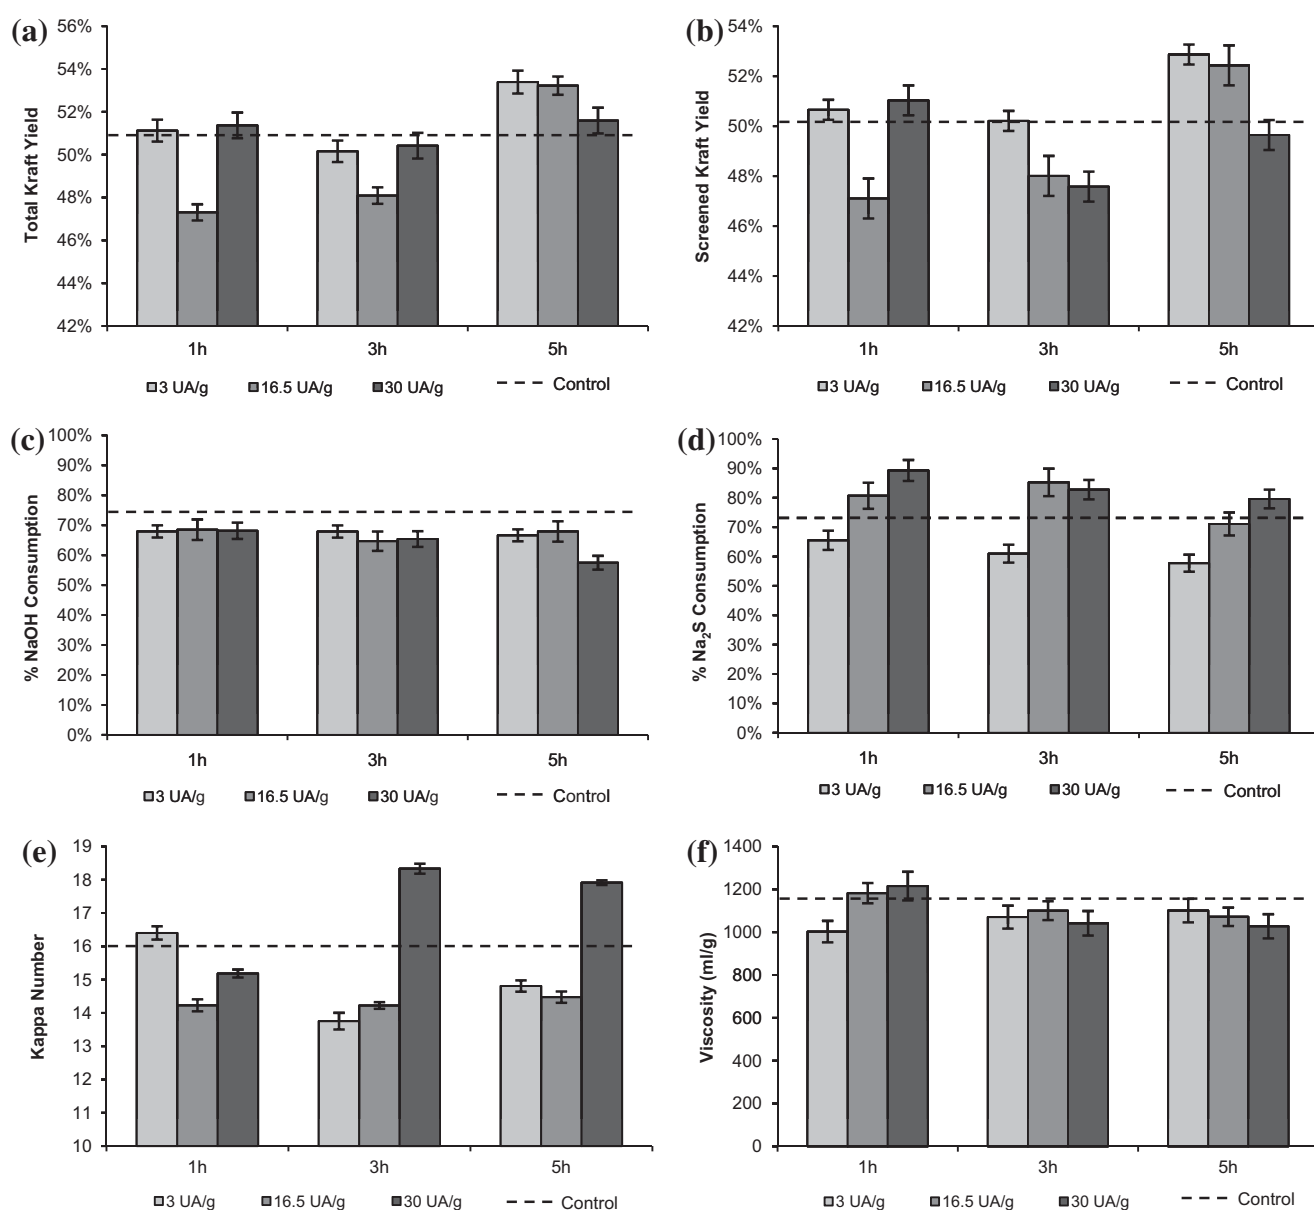 (a)
Total Kraft Yield
56%
54%
52%
50%
48%
46%
44%
42%
1h 3h 5h
3 UA/g 16.5 UA/g 30 UA/g Control
(b)
Screened Kraft Yield
54%
52%
50%
48%
46%
44%
42%
1h 3h 5h
3 UA/g 16.5 UA/g 30 UA/g Control
(c)
% NaOH Consumption
100%
90%
80%
70%
60%
50%
40%
30%
20%
10%
0%
1h 3h 5h
3 UA/g 16.5 UA/g 30 UA/g Control
(d)
% Na₂S Consumption
100%
90%
80%
70%
60%
50%
40%
30%
20%
10%
0%
1h 3h 5h
3 UA/g 16.5 UA/g 30 UA/g Control
(e)
Kappa Number
19
18
17
16
15
14
13
12
11
10
1h 3h 5h
3 UA/g 16.5 UA/g 30 UA/g Control
(f)
Viscosity (ml/g)
1400
1200
1000
800
600
400
200
0
1h 3h 5h
3 UA/g 16.5 UA/g 30 UA/g Control